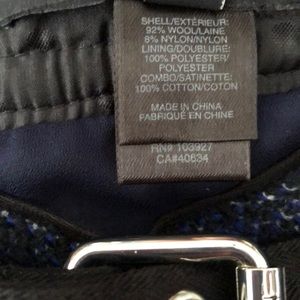 SHELL/EXTÉRIEUR:
92% WOOL/LAINE
8% NYLON/NYLON
LINING/DOUBLURE:
100% POLYESTER/
POLYESTER
COMBO/SATINETTE:
100% COTTON/COTON
MADE IN CHINA
FABRIQUÉ EN CHINE
RN# 103927
CA#40634